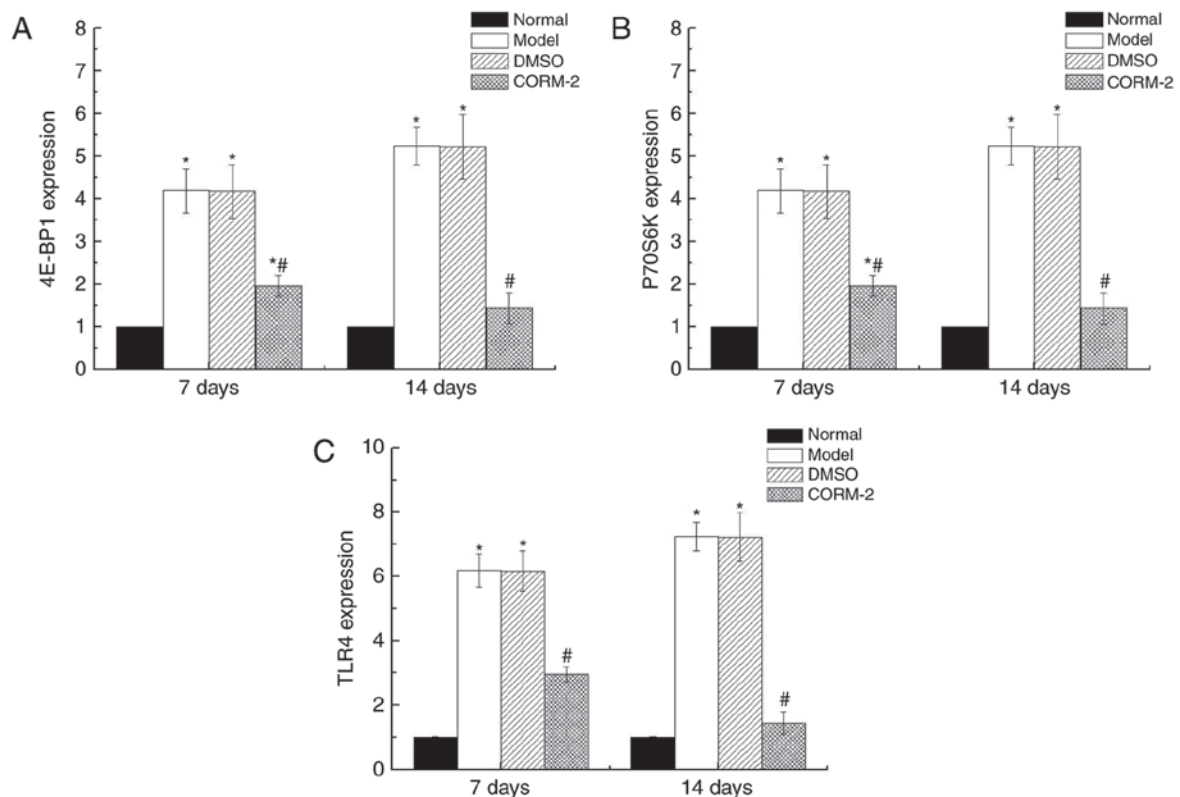 A
Normal
Model
DMSO
CORM-2
8
7
6
5
4
3
2
1
0
4E-BP1 expression
* * *# * * #
7 days 14 days
B
Normal
Model
DMSO
CORM-2
8
7
6
5
4
3
2
1
0
P70S6K expression
* * *# * * #
7 days 14 days
C
Normal
Model
DMSO
CORM-2
10
8
6
4
2
0
TLR4 expression
* * # * * #
7 days 14 days